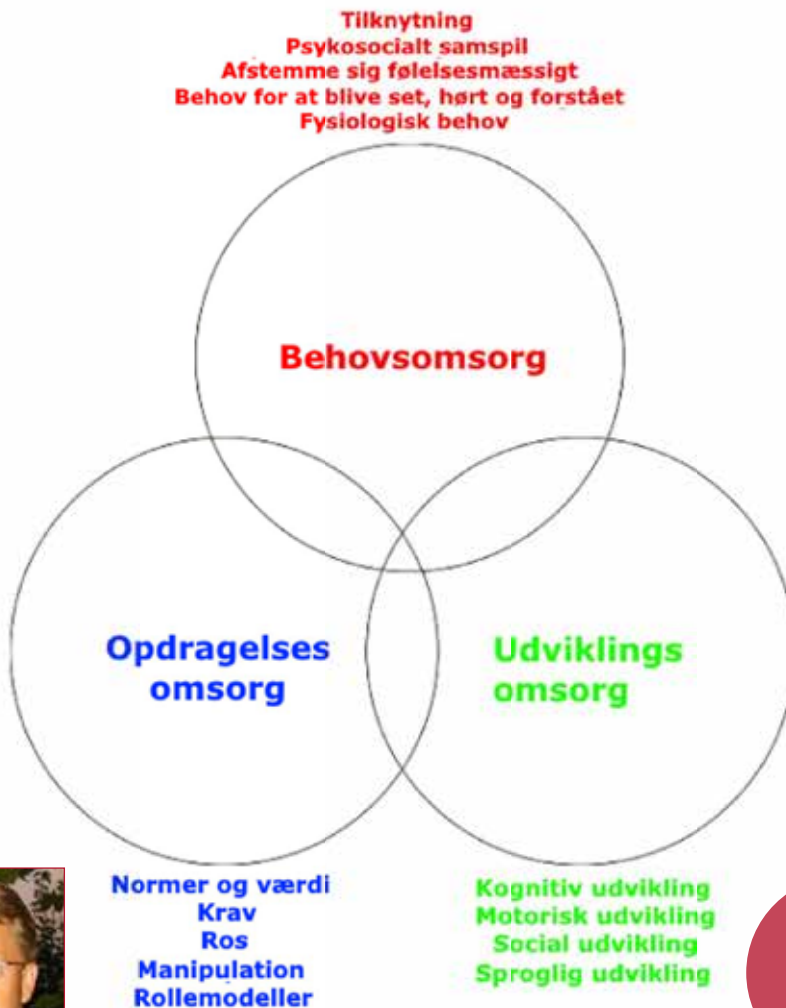 Tilknytning
Psykosocialt samspil
Afstemme sig følelsesmæssigt
Behov for at blive set, hørt og forstået
Fysiologisk behov
Behovsomsorg
Opdragelses
omsorg
Udviklings
omsorg
Normer og værdi
Krav
Ros
Manipulation
Rollemodeller
Kognitiv udvikling
Motorisk udvikling
Social udvikling
Sproglig udvikling